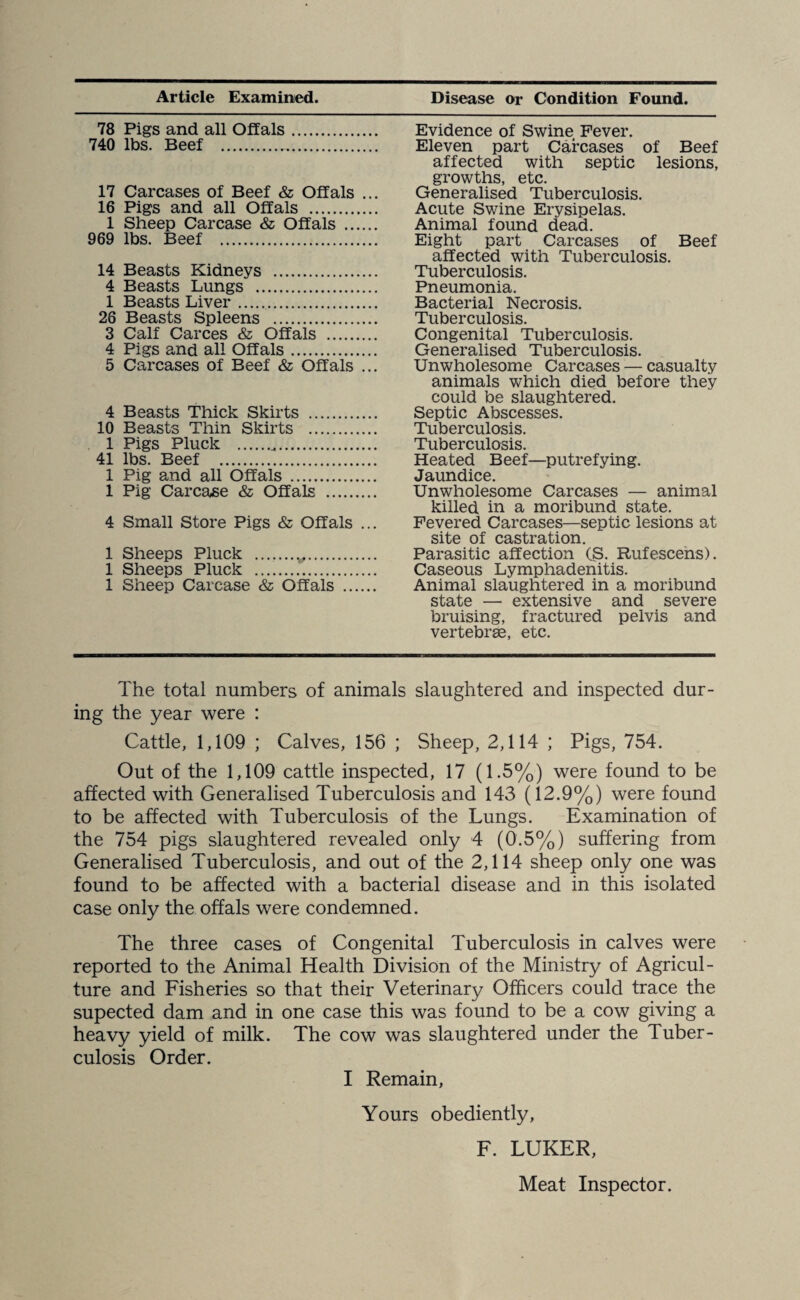 Article Examined. Disease or Condition Found.
78 Pigs and all Offals ............... Evidence of Swine Fever.
740 lbs. Beef ........................... Eleven part Carcases of Beef
affected with septic lesions,
growths, etc.
17 Carcases of Beef & Offals ... Generalised Tuberculosis.
16 Pigs and all Offals ............ Acute Swine Erysipelas.
1 Sheep Carcase & Offals ...... Animal found dead.
969 lbs. Beef ........................... Eight part Carcases of Beef
affected with Tuberculosis.
14 Beasts Kidneys .................. Tuberculosis.
4 Beasts Lungs ..................... Pneumonia.
1 Beasts Liver ........................ Bacterial Necrosis.
26 Beasts Spleens .................. Tuberculosis.
3 Calf Carces & Offals ......... Congenital Tuberculosis.
4 Pigs and all Offals ............... Generalised Tuberculosis.
5 Carcases of Beef & Offals ... Unwholesome Carcases — casualty
animals which died before they
could be slaughtered.
4 Beasts Thick Skirts ............ Septic Abscesses.
10 Beasts Thin Skirts ............ Tuberculosis.
1 Pigs Pluck ........................ Tuberculosis.
41 lbs. Beef ........................... Heated Beef—putrefying.
1 Pig and all Offals ............... Jaundice.
1 Pig Carcase & Offals ......... Unwholesome Carcases — animal
killed in a moribund state.
4 Small Store Pigs & Offals ... Fevered Carcases—septic lesions at
site of castration.
1 Sheeps Pluck ..................... Parasitic affection (S. Rufescens).
1 Sheeps Pluck ..................... Caseous Lymphadenitis.
1 Sheep Carcase & Offals ...... Animal slaughtered in a moribund
state — extensive and severe
bruising, fractured pelvis and
vertebræ, etc.
The total numbers of animals slaughtered and inspected dur-
ing the year were :
Cattle, 1,109 ; Calves, 156 ; Sheep, 2,114 ; Pigs, 754.
Out of the 1,109 cattle inspected, 17 (1.5%) were found to be
affected with Generalised Tuberculosis and 143 (12.9%) were found
to be affected with Tuberculosis of the Lungs. Examination of
the 754 pigs slaughtered revealed only 4 (0.5%) suffering from
Generalised Tuberculosis, and out of the 2,114 sheep only one was
found to be affected with a bacterial disease and in this isolated
case only the offals were condemned.
The three cases of Congenital Tuberculosis in calves were
reported to the Animal Health Division of the Ministry of Agricul-
ture and Fisheries so that their Veterinary Officers could trace the
supected dam and in one case this was found to be a cow giving a
heavy yield of milk. The cow was slaughtered under the Tuber-
culosis Order.
I Remain,
Yours obediently,
F. LUKER,
Meat Inspector.